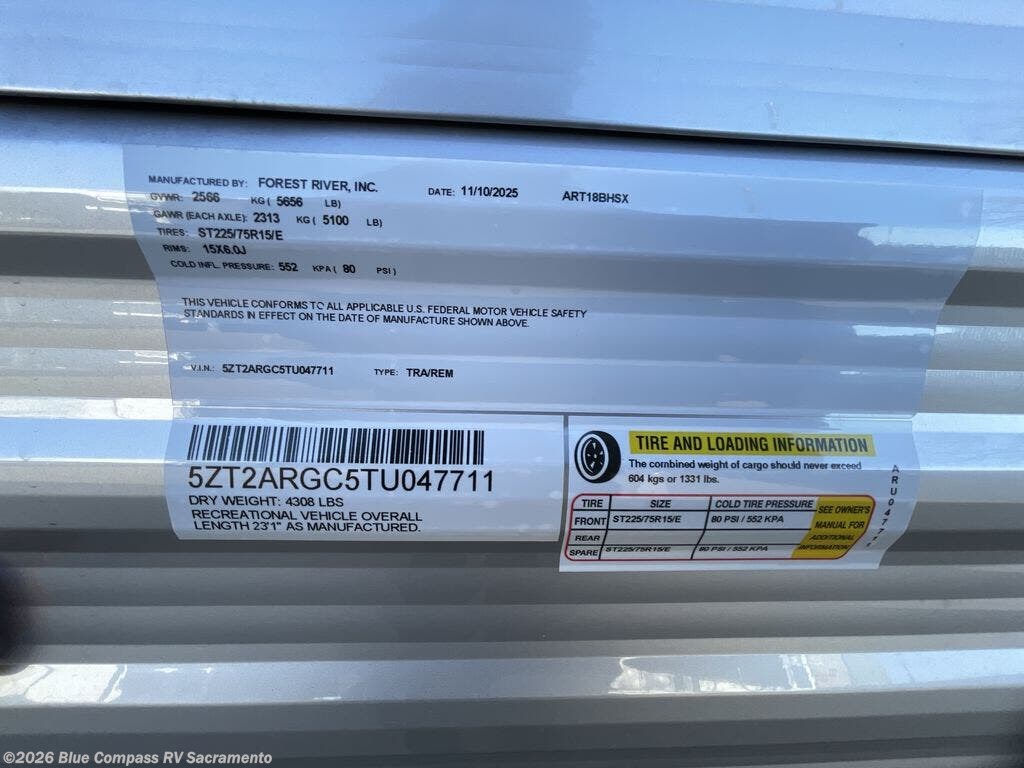 MANUFACTURED BY: FOREST RIVER, INC. DATE: 11/10/2025 ART18BHSX
GVWR: 2566 KG ( 5656 LB)
GAWR (EACH AXLE): 2313 KG ( 5100 LB)
TIRES: ST225/75R15/E
RIMS: 15X6.0J
COLD INFL. PRESSURE: 552 KPA ( 80 PSI )
THIS VEHICLE CONFORMS TO ALL APPLICABLE U.S. FEDERAL MOTOR VEHICLE SAFETY
STANDARDS IN EFFECT ON THE DATE OF MANUFACTURE SHOWN ABOVE.
V.I.N.: 5ZT2ARGC5TU047711 TYPE: TRA/REM
5ZT2ARGC5TU047711
DRY WEIGHT: 4308 LBS
RECREATIONAL VEHICLE OVERALL
LENGTH 23'1" AS MANUFACTURED.
TIRE AND LOADING INFORMATION
The combined weight of cargo should never exceed
604 kgs or 1331 lbs.
TIRE SIZE COLD TIRE PRESSURE
FRONT ST225/75R15/E 80 PSI / 552 KPA
REAR
SPARE ST225/75R15/E 80 PSI / 552 KPA
SEE OWNER'S
MANUAL FOR
ADDITIONAL
INFORMATION
ARU047711
©2026 Blue Compass RV Sacramento